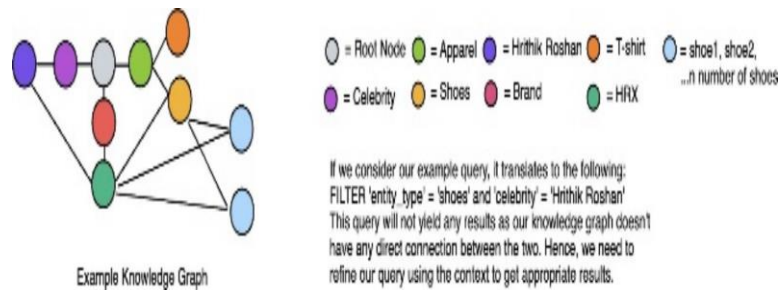 = Root Node
= Apparel
= Hrithik Roshan
= T-shirt
= shoe1, shoe2,
...n number of shoes
= Celebrity
= Shoes
= Brand
= HRX
If we consider our example query, it translates to the following:
FILTER 'entity_type' = 'shoes' and 'celebrity' = 'Hrithik Roshan'
This query will not yield any results as our knowledge graph doesn't
have any direct connection between the two. Hence, we need to
refine our query using the context to get appropriate results.
Example Knowledge Graph